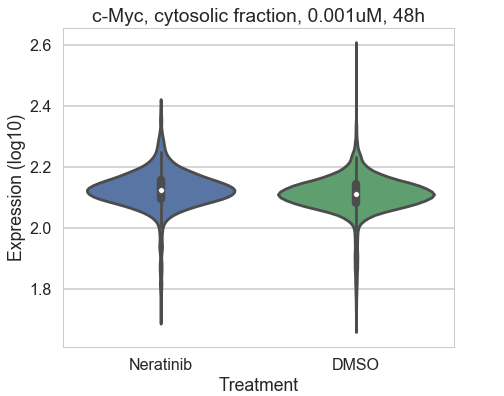 c-Myc, cytosolic fraction, 0.001uM, 48h
Expression (log10)
2.6
2.4
2.2
2.0
1.8
Neratinib
DMSO
Treatment